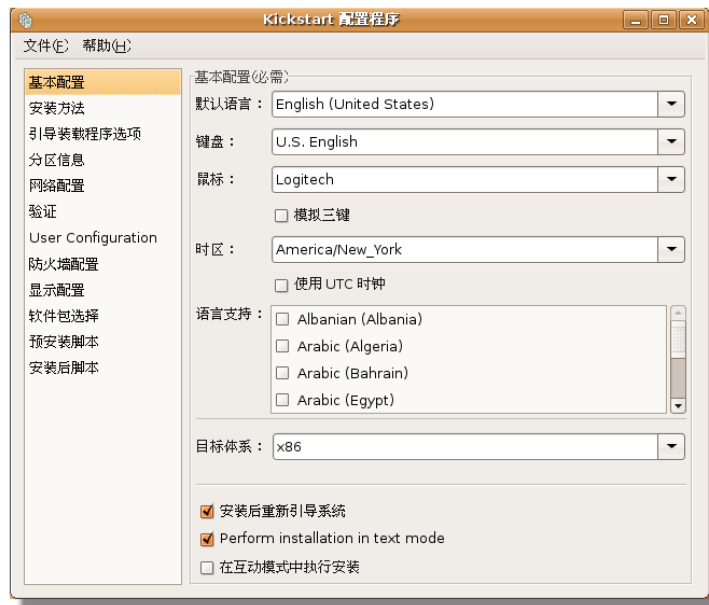 Kickstart 配置程序
文件(F) 帮助(H)
基本配置
安装方法
引导装载程序选项
分区信息
网络配置
验证
User Configuration
防火墙配置
显示配置
软件包选择
预安装脚本
安装后脚本
基本配置(必需)
默认语言： English (United States)
键盘： U.S. English
鼠标： Logitech
模拟三键
时区： America/New_York
使用 UTC 时钟
语言支持： Albanian (Albania)
Arabic (Algeria)
Arabic (Bahrain)
Arabic (Egypt)
目标体系： x86
安装后重新引导系统
Perform installation in text mode
在互动模式中执行安装